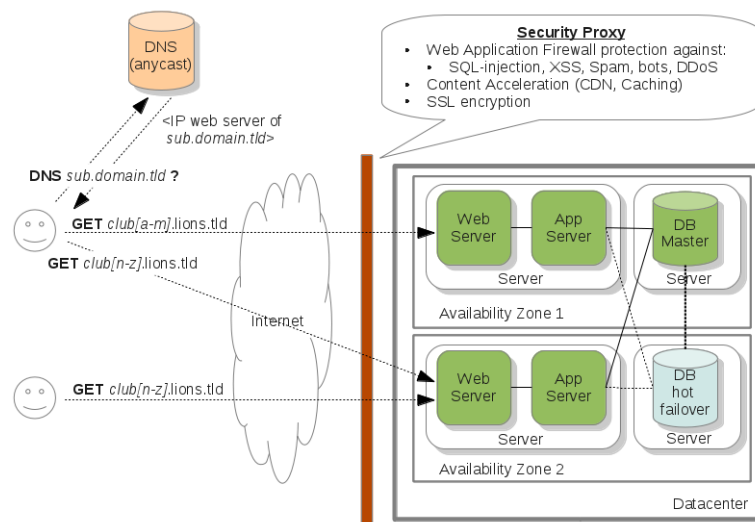 DNS
(anycast)
Security Proxy
• Web Application Firewall protection against:
• SQL-injection, XSS, Spam, bots, DDoS
• Content Acceleration (CDN, Caching)
• SSL encryption
<IP web server of
sub.domain.tld>
DNS sub.domain.tld ?
GET club[a-m].lions.tld
GET club[n-z].lions.tld
Internet
Web
Server
App
Server
Server
DB
Master
Server
Availability Zone 1
GET club[n-z].lions.tld
Web
Server
App
Server
Server
DB
hot
failover
Server
Availability Zone 2
Datacenter